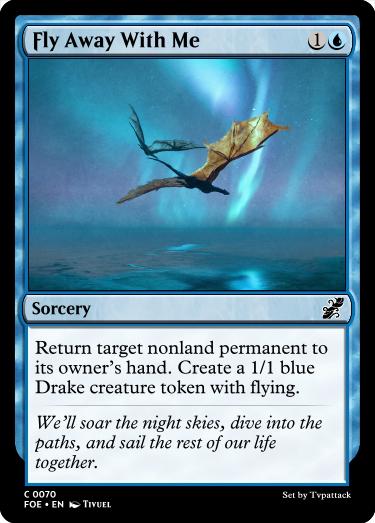 Fly Away With Me 1
Sorcery
Return target nonland permanent to
its owner's hand. Create a 1/1 blue
Drake creature token with flying.
We'll soar the night skies, dive into the
paths, and sail the rest of our life
together.
C 0070
FOE • EN Tivuel
Set by Tvpattack